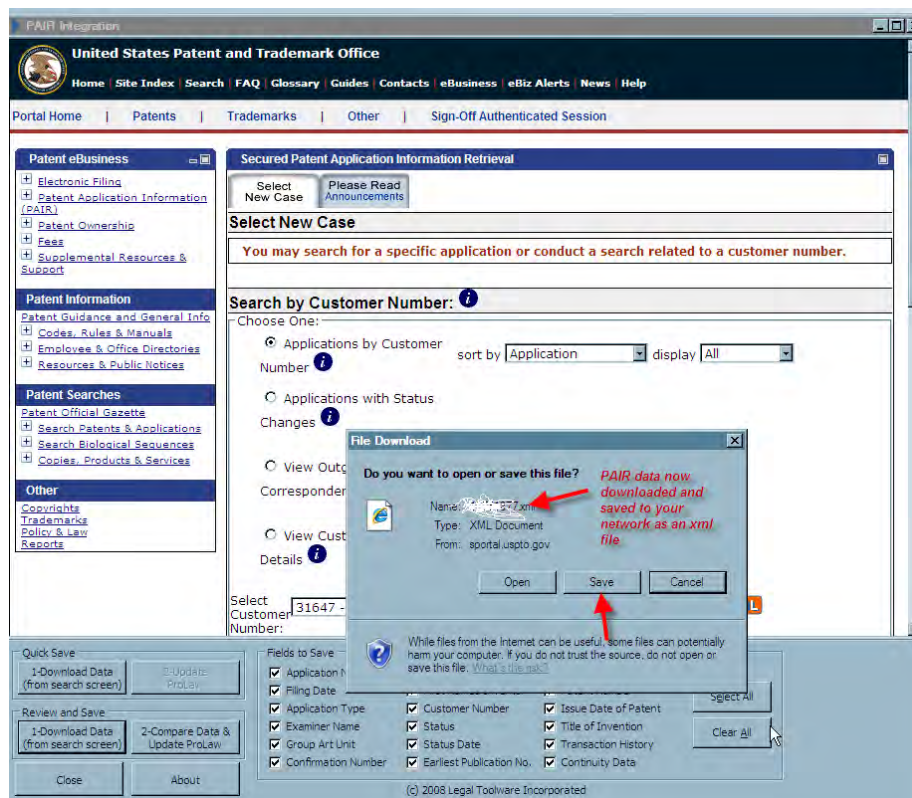 PAIR Integration
United States Patent and Trademark Office
Home | Site Index | Search | FAQ | Glossary | Guides | Contacts | eBusiness | eBiz Alerts | News | Help
Portal Home | Patents | Trademarks | Other | Sign-Off Authenticated Session
Patent eBusiness
Electronic Filing
Patent Application Information
(PAIR)
Patent Ownership
Fees
Supplemental Resources &
Support
Patent Information
Patent Guidance and General Info
Codes, Rules & Manuals
Employee & Office Directories
Resources & Public Notices
Patent Searches
Patent Official Gazette
Search Patents & Applications
Search Biological Sequences
Copies, Products & Services
Other
Copyrights
Trademarks
Policy & Law
Reports
Secured Patent Application Information Retrieval
Select
New Case
Please Read
Announcements
Select New Case
You may search for a specific application or conduct a search related to a customer number.
Search by Customer Number:
Choose One:
Applications by Customer
Number
sort by Application display All
Applications with Status
Changes
View
Details
Select
Customer 31647 -
Number:
File Download
Do you want to open or save this file?
Name:
Type: XML Document
From: sportal.uspto.gov
PAIR data now
downloaded and
saved to your
network as an xml
file
Open Save Cancel
While files from the Internet can be useful, some files can potentially
harm your computer. If you do not trust the source, do not open or
save this file. What's the risk?
Quick Save
1-Download Data
(from search screen)
2-Update
ProLaw
Review and Save
1-Download Data
(from search screen)
2-Compare Data &
Update ProLaw
Close About
Fields to Save
Application
Filing Date
Application Type Customer Number Issue Date of Patent
Examiner Name Status Title of Invention
Group Art Unit Status Date Transaction History
Confirmation Number Earliest Publication No. Continuity Data
Select All
Clear All
(c) 2008 Legal Toolware Incorporated